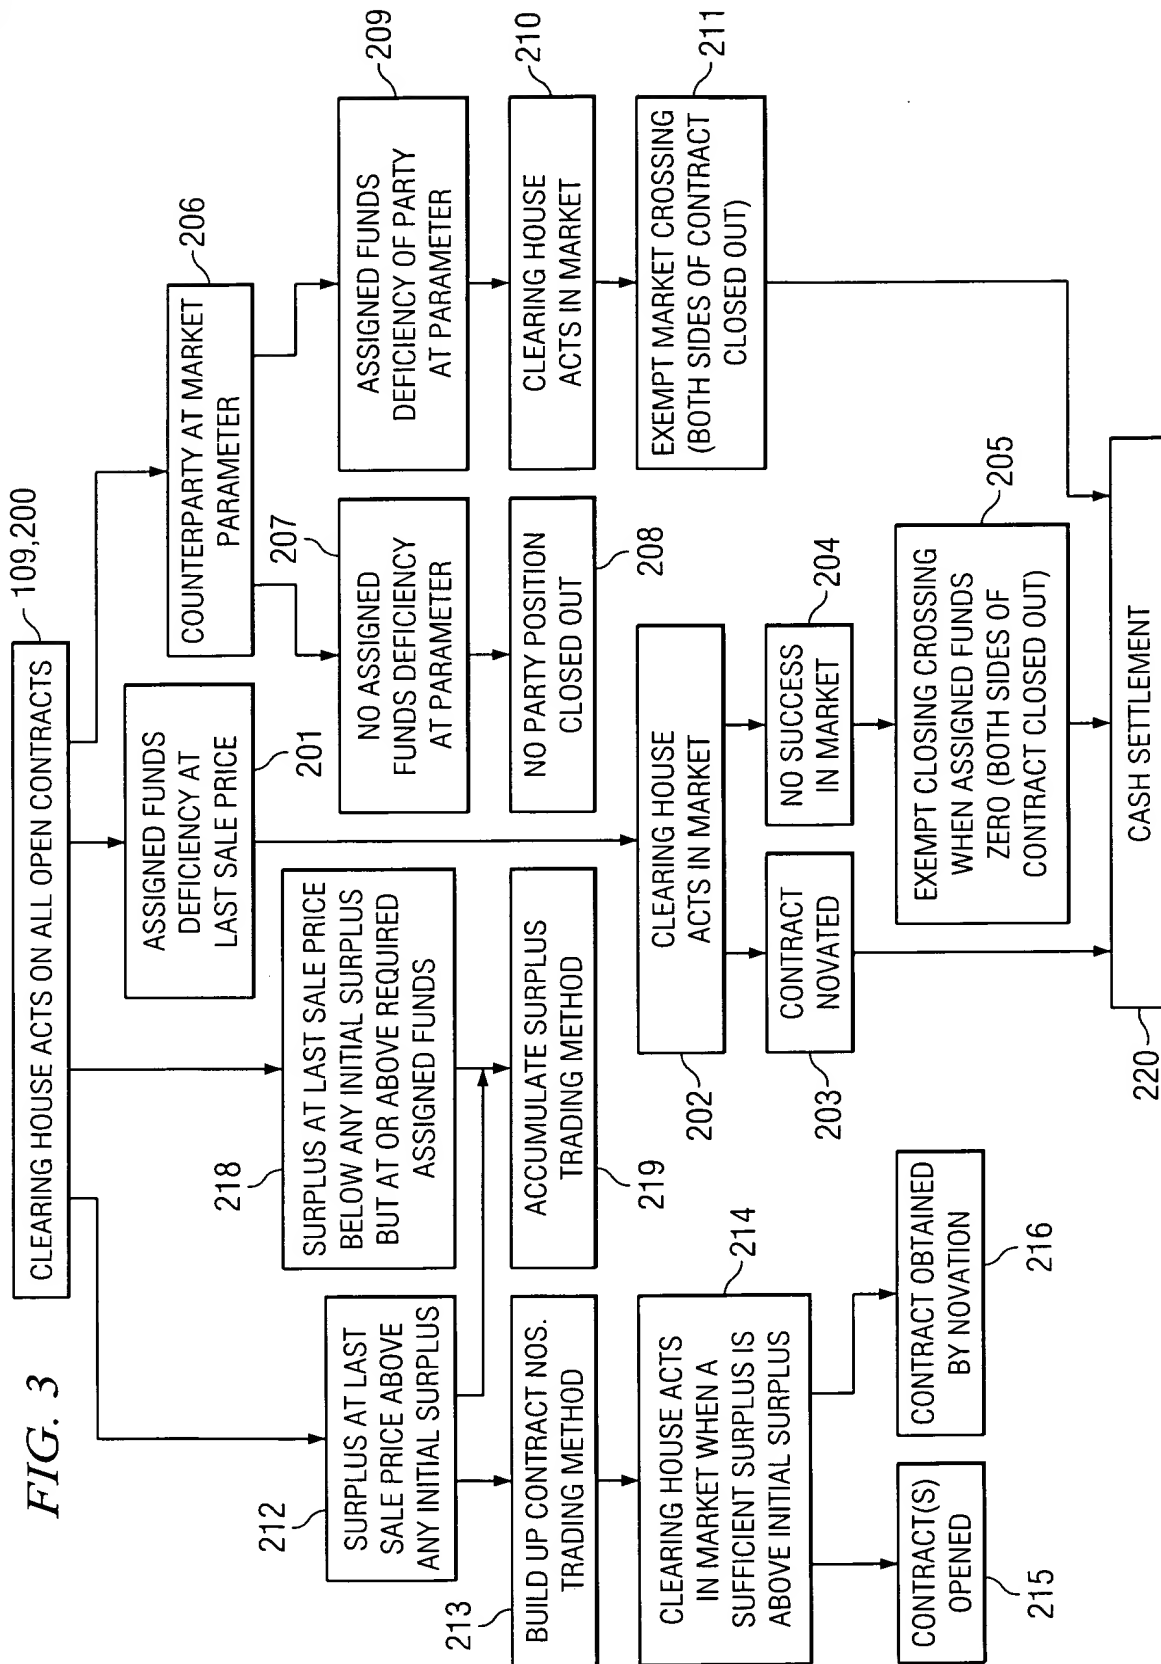 FIG. 3
CLEARING HOUSE ACTS ON ALL OPEN CONTRACTS
109,200
COUNTERPARTY AT MARKET
PARAMETER
206
ASSIGNED FUNDS
DEFICIENCY AT
LAST SALE PRICE
201
SURPLUS AT LAST SALE PRICE
BELOW ANY INITIAL SURPLUS
BUT AT OR ABOVE REQUIRED
ASSIGNED FUNDS
218
SURPLUS AT LAST
SALE PRICE ABOVE
ANY INITIAL SURPLUS
212
NO ASSIGNED
FUNDS DEFICIENCY
AT PARAMETER
207
ASSIGNED FUNDS
DEFICIENCY OF PARTY
AT PARAMETER
209
BUILD UP CONTRACT NOS.
TRADING METHOD
213
ACCUMULATE SURPLUS
TRADING METHOD
219
NO PARTY POSITION
CLOSED OUT
208
CLEARING HOUSE
ACTS IN MARKET
210
CLEARING HOUSE ACTS
IN MARKET WHEN A
SUFFICIENT SURPLUS IS
ABOVE INITIAL SURPLUS
214
CLEARING HOUSE
ACTS IN MARKET
202
EXEMPT MARKET CROSSING
(BOTH SIDES OF CONTRACT
CLOSED OUT)
211
CONTRACT
NOVATED
203
NO SUCCESS
IN MARKET
204
CONTRACT(S)
OPENED
215
CONTRACT OBTAINED
BY NOVATION
216
EXEMPT CLOSING CROSSING
WHEN ASSIGNED FUNDS
ZERO (BOTH SIDES OF
CONTRACT CLOSED OUT)
205
CASH SETTLEMENT
220